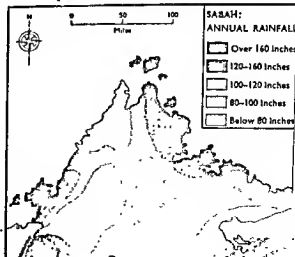 N
0 50 100
Miles
SABAH:
ANNUAL RAINFALL
Over 160 Inches
120–160 Inches
100–120 Inches
80–100 Inches
Below 80 Inches